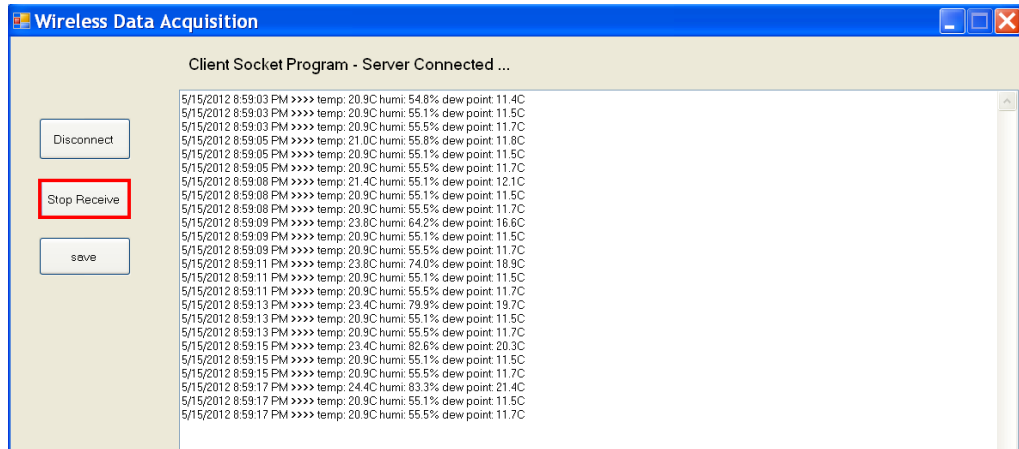 Wireless Data Acquisition
Client Socket Program - Server Connected ...
Disconnect
Stop Receive
save
5/15/2012 8:59:03 PM >>>> temp: 20.9C humi: 54.8% dew point: 11.4C
5/15/2012 8:59:03 PM >>>> temp: 20.9C humi: 55.1% dew point: 11.5C
5/15/2012 8:59:03 PM >>>> temp: 20.9C humi: 55.5% dew point: 11.7C
5/15/2012 8:59:05 PM >>>> temp: 21.0C humi: 55.8% dew point: 11.8C
5/15/2012 8:59:05 PM >>>> temp: 20.9C humi: 55.1% dew point: 11.5C
5/15/2012 8:59:05 PM >>>> temp: 20.9C humi: 55.5% dew point: 11.7C
5/15/2012 8:59:08 PM >>>> temp: 21.4C humi: 55.1% dew point: 12.1C
5/15/2012 8:59:08 PM >>>> temp: 20.9C humi: 55.1% dew point: 11.5C
5/15/2012 8:59:08 PM >>>> temp: 20.9C humi: 55.5% dew point: 11.7C
5/15/2012 8:59:09 PM >>>> temp: 23.8C humi: 64.2% dew point: 16.6C
5/15/2012 8:59:09 PM >>>> temp: 20.9C humi: 55.1% dew point: 11.5C
5/15/2012 8:59:09 PM >>>> temp: 20.9C humi: 55.5% dew point: 11.7C
5/15/2012 8:59:11 PM >>>> temp: 23.8C humi: 74.0% dew point: 18.9C
5/15/2012 8:59:11 PM >>>> temp: 20.9C humi: 55.1% dew point: 11.5C
5/15/2012 8:59:11 PM >>>> temp: 20.9C humi: 55.5% dew point: 11.7C
5/15/2012 8:59:13 PM >>>> temp: 23.4C humi: 79.9% dew point: 19.7C
5/15/2012 8:59:13 PM >>>> temp: 20.9C humi: 55.1% dew point: 11.5C
5/15/2012 8:59:13 PM >>>> temp: 20.9C humi: 55.5% dew point: 11.7C
5/15/2012 8:59:15 PM >>>> temp: 23.4C humi: 82.6% dew point: 20.3C
5/15/2012 8:59:15 PM >>>> temp: 20.9C humi: 55.1% dew point: 11.5C
5/15/2012 8:59:15 PM >>>> temp: 20.9C humi: 55.5% dew point: 11.7C
5/15/2012 8:59:17 PM >>>> temp: 24.4C humi: 83.3% dew point: 21.4C
5/15/2012 8:59:17 PM >>>> temp: 20.9C humi: 55.1% dew point: 11.5C
5/15/2012 8:59:17 PM >>>> temp: 20.9C humi: 55.5% dew point: 11.7C